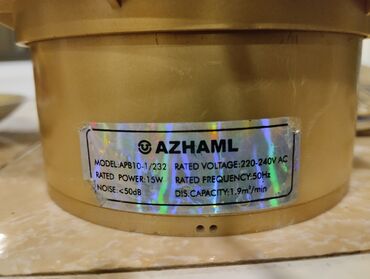 AZHAML
MODEL:APB10-1/232 RATED VOLTAGE:220-240V AC
RATED POWER:15W RATED FREQUENCY:50Hz
NOISE:<50dB DIS.CAPACITY:1.9m³/min